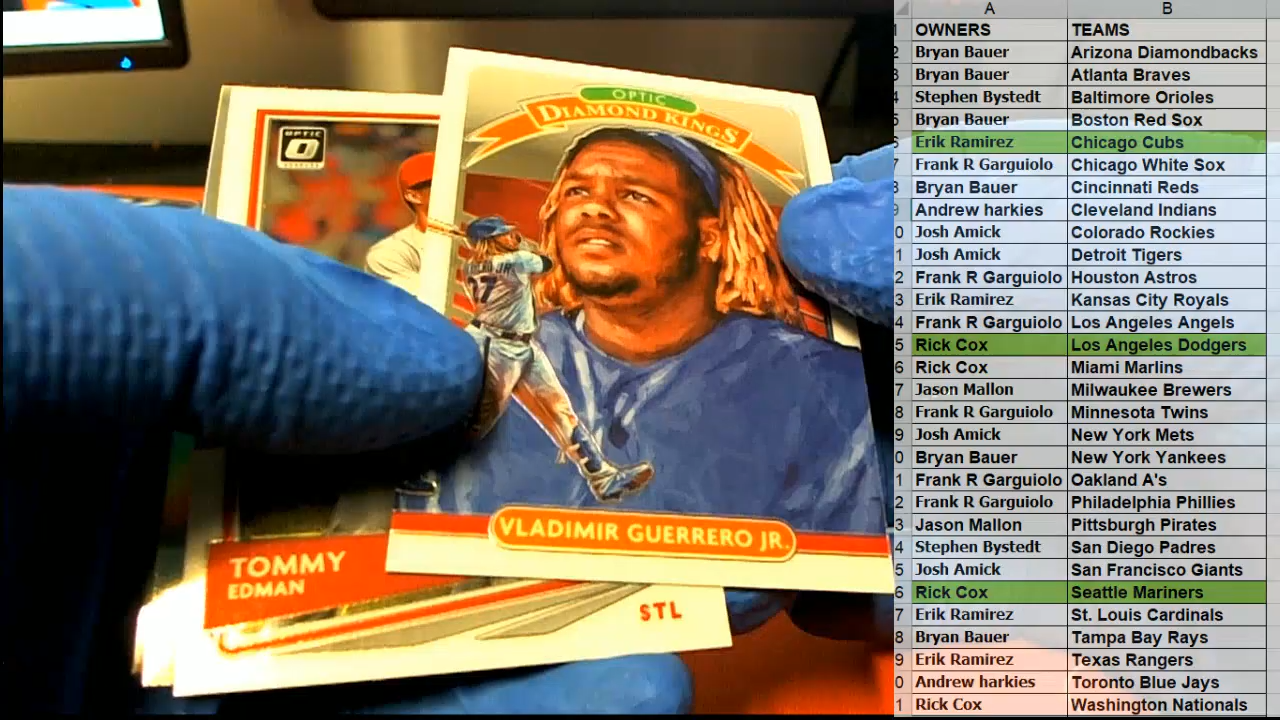 OPTIC
DIAMOND KINGS
OPTIC
VLADIMIR GUERRERO JR.
TOMMY
EDMAN
STL
A B
OWNERS TEAMS
Bryan Bauer Arizona Diamondbacks
Bryan Bauer Atlanta Braves
Stephen Bystedt Baltimore Orioles
Bryan Bauer Boston Red Sox
Erik Ramirez Chicago Cubs
Frank R Garguiolo Chicago White Sox
Bryan Bauer Cincinnati Reds
Andrew harkies Cleveland Indians
Josh Amick Colorado Rockies
Josh Amick Detroit Tigers
Frank R Garguiolo Houston Astros
Erik Ramirez Kansas City Royals
Frank R Garguiolo Los Angeles Angels
Rick Cox Los Angeles Dodgers
Rick Cox Miami Marlins
Jason Mallon Milwaukee Brewers
Frank R Garguiolo Minnesota Twins
Josh Amick New York Mets
Bryan Bauer New York Yankees
Frank R Garguiolo Oakland A's
Frank R Garguiolo Philadelphia Phillies
Jason Mallon Pittsburgh Pirates
Stephen Bystedt San Diego Padres
Josh Amick San Francisco Giants
Rick Cox Seattle Mariners
Erik Ramirez St. Louis Cardinals
Bryan Bauer Tampa Bay Rays
Erik Ramirez Texas Rangers
Andrew harkies Toronto Blue Jays
Rick Cox Washington Nationals